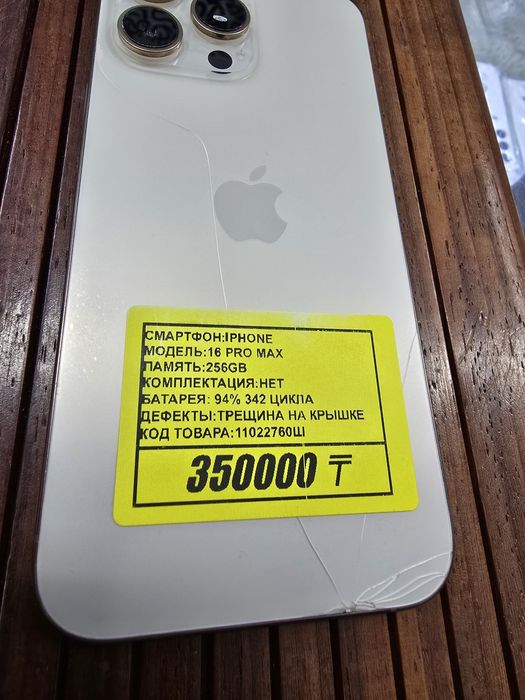 СМАРТФОН:IPHONE
МОДЕЛЬ:16 PRO MAX
ПАМЯТЬ:256GB
КОМПЛЕКТАЦИЯ:НЕТ
БАТАРЕЯ: 94% 342 ЦИКЛА
ДЕФЕКТЫ:ТРЕЩИНА НА КРЫШКЕ
КОД ТОВАРА:11022760Ш
350000 ₸